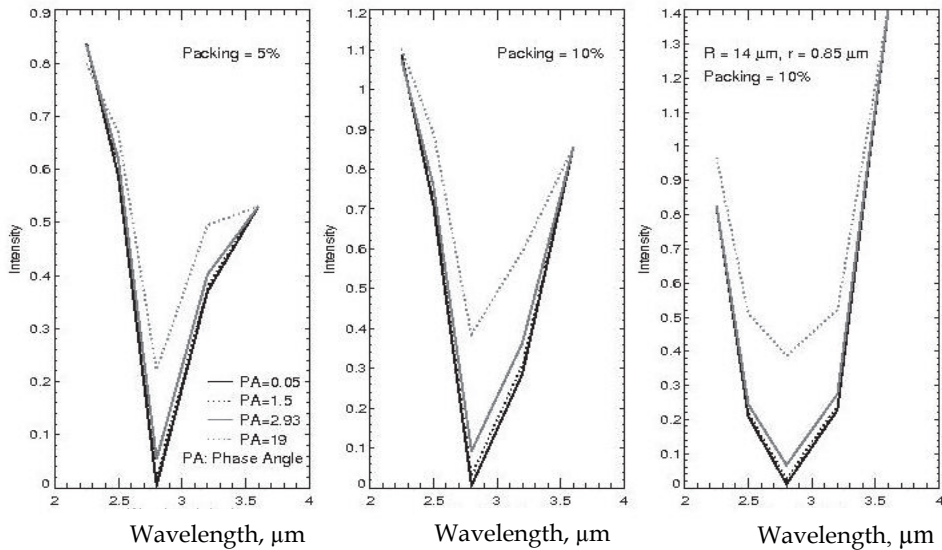 Intensity
0.9
0.8
0.7
0.6
0.5
0.4
0.3
0.2
0.1
0
2 2.5 3 3.5 4
Packing = 5%
PA=0.05
PA=1.5
PA=2.93
PA=19
PA: Phase Angle
Wavelength, µm
Intensity
1.2
1.1
1
0.9
0.8
0.7
0.6
0.5
0.4
0.3
0.2
0.1
0
2 2.5 3 3.5 4
Packing = 10%
Wavelength, µm
Intensity
1.4
1.3
1.2
1.1
1
0.9
0.8
0.7
0.6
0.5
0.4
0.3
0.2
0.1
0
2 2.5 3 3.5 4
R = 14 µm, r = 0.85 µm
Packing = 10%
Wavelength, µm